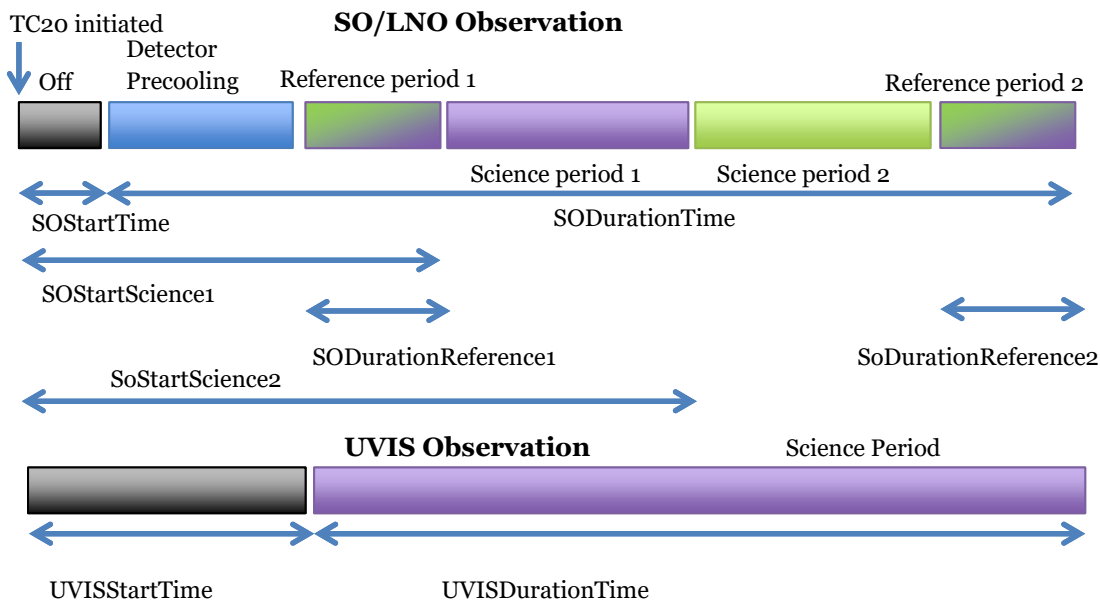 TC20 initiated
SO/LNO Observation
Off
Detector
Precooling
Reference period 1
Reference period 2
Science period 1
Science period 2
SOStartTime
SODurationTime
SOStartScience1
SODurationReference1
SoDurationReference2
SoStartScience2
UVIS Observation
Science Period
UVISStartTime
UVISDurationTime